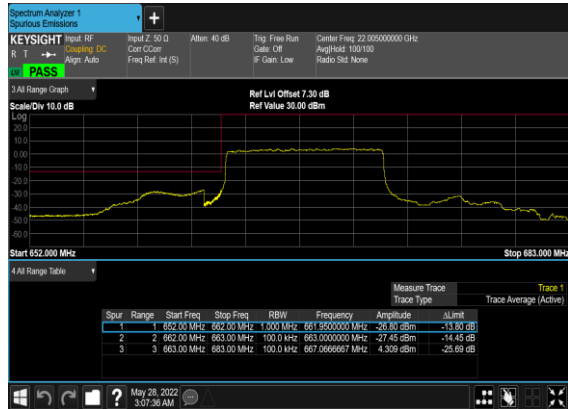 Spectrum Analyzer 1
Spurious Emissions
+
KEYSIGHT Input: RF Input Z: 50 Ω Atten: 40 dB Trig: Free Run Center Freq: 22.005000000 GHz
R T Coupling: DC Corr CCorr Gate: Off Avg|Hold: 100/100
Align: Auto Freq Ref: Int (S) IF Gain: Low Radio Std: None
PASS
3 All Range Graph
Ref Lvl Offset 7.30 dB
Scale/Div 10.0 dB Ref Value 30.00 dBm
Log
20.0
10.0
0.00
-10.0
-20.0
-30.0
-40.0
-50.0
-60.0
Start 652.000 MHz Stop 683.000 MHz
4 All Range Table
Measure Trace Trace 1
Trace Type Trace Average (Active)
Spur Range Start Freq Stop Freq RBW Frequency Amplitude ΔLimit
1 1 652.00 MHz 662.00 MHz 1.000 MHz 661.9500000 MHz -26.80 dBm -13.80 dB
2 2 662.00 MHz 663.00 MHz 100.0 kHz 663.0000000 MHz -27.45 dBm -14.45 dB
3 3 663.00 MHz 683.00 MHz 100.0 kHz 667.0666667 MHz 4.309 dBm -25.69 dB
? May 28, 2022
3:07:36 AM